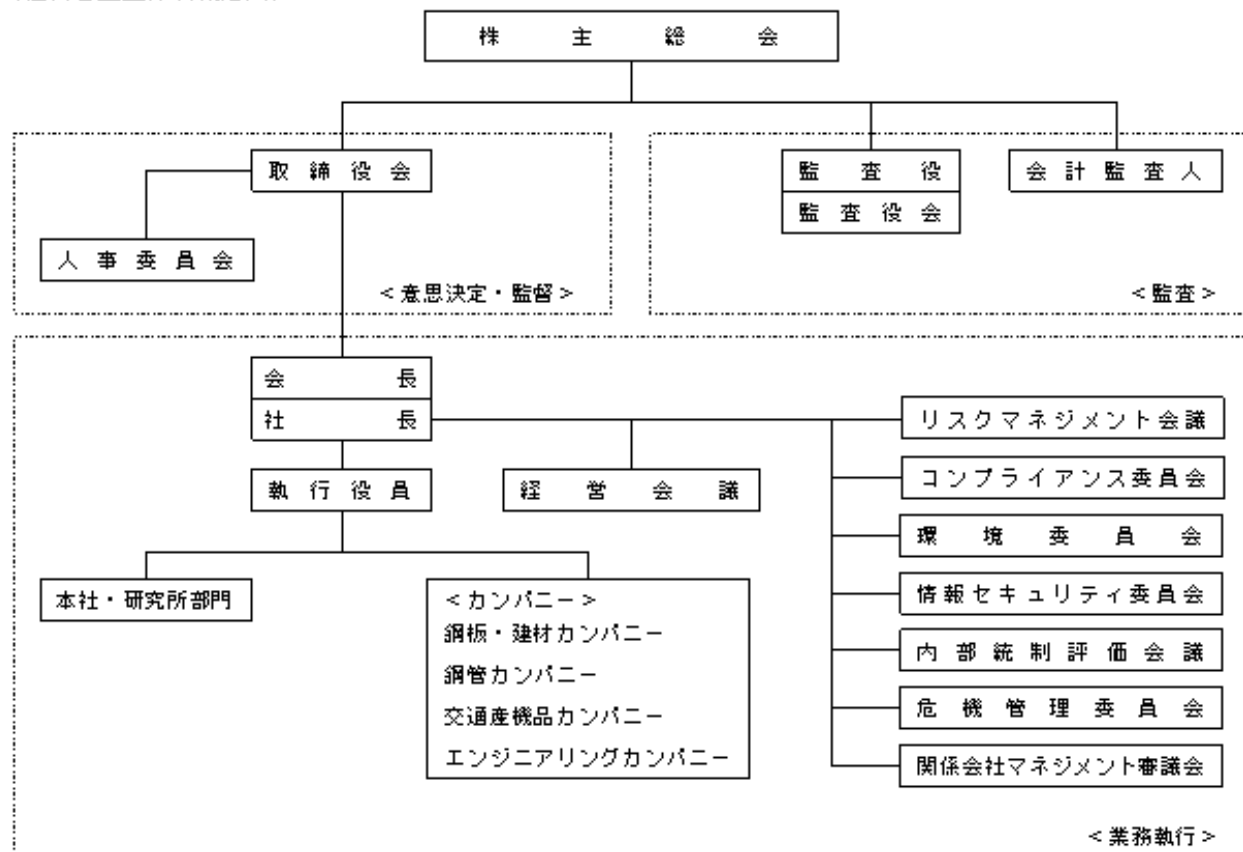 株主総会
取締役会
監査役
監査役会
会計監査人
人事委員会
＜意思決定・監督＞
＜監査＞
会長
社長
執行役員
経営会議
リスクマネジメント会議
コンプライアンス委員会
環境委員会
情報セキュリティ委員会
内部統制評価会議
危機管理委員会
関係会社マネジメント審議会
本社・研究所部門
＜カンパニー＞
鋼板・建材カンパニー
鋼管カンパニー
交通産機品カンパニー
エンジニアリングカンパニー
＜業務執行＞